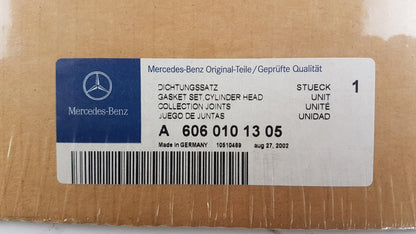 Mercedes-Benz Original-Teile/Geprüfte Qualität
Mercedes-Benz
DICHTUNGSSATZ STUECK 1
GASKET SET,CYLINDER HEAD UNIT
COLLECTION JOINTS UNITÉ
JUEGO DE JUNTAS UNIDAD
A 606 010 13 05
Made in GERMANY 10510469 aug 27, 2002